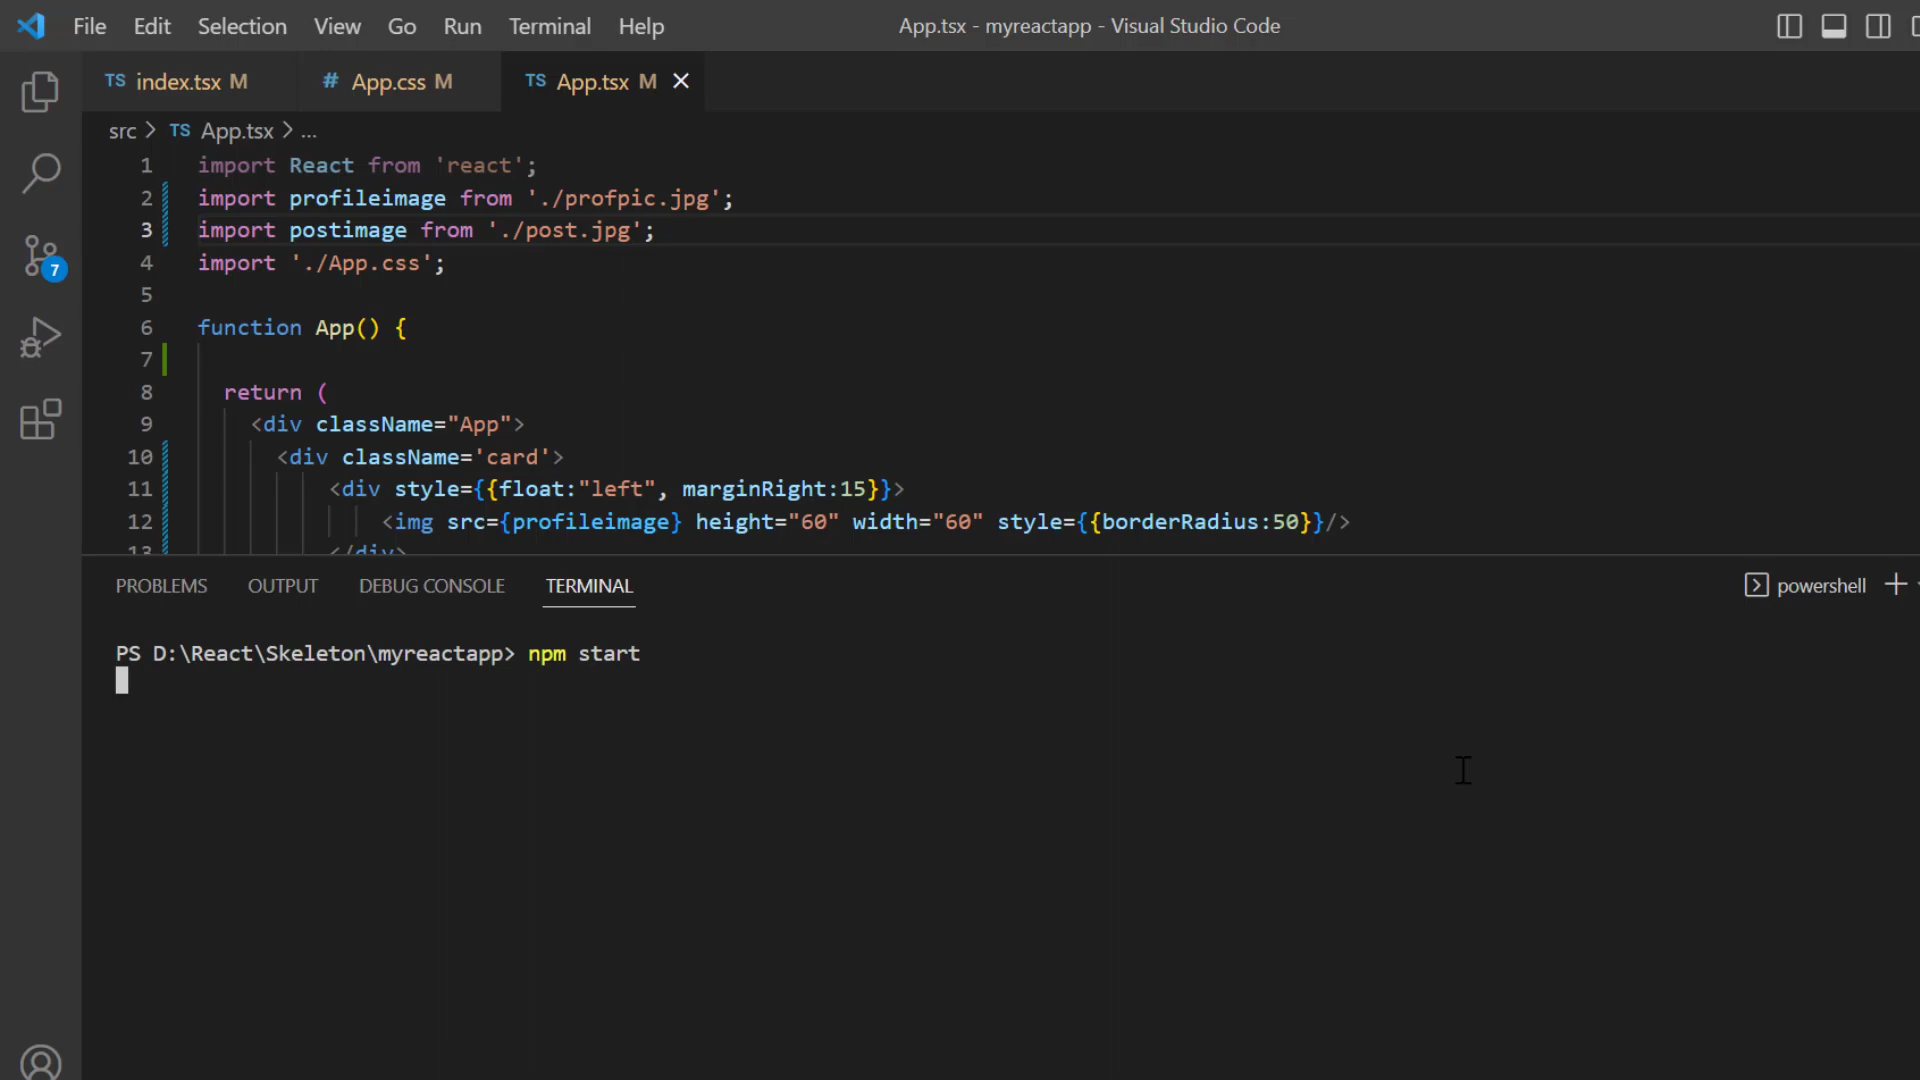 File Edit Selection View Go Run Terminal Help App.tsx - myreactapp - Visual Studio Code
TS index.tsx M # App.css M TS App.tsx M
src > TS App.tsx > ...
1 import React from 'react';
2 import profileimage from './profpic.jpg';
3 import postimage from './post.jpg';
4 import './App.css';
5
6 function App() {
7
8 return (
9 <div className="App">
10 <div className='card'>
11 <div style={{float:"left", marginRight:15}}>
12 <img src={profileimage} height="60" width="60" style={{borderRadius:50}}/>
13 </div>
7
PROBLEMS OUTPUT DEBUG CONSOLE TERMINAL powershell
PS D:\React\Skeleton\myreactapp> npm start